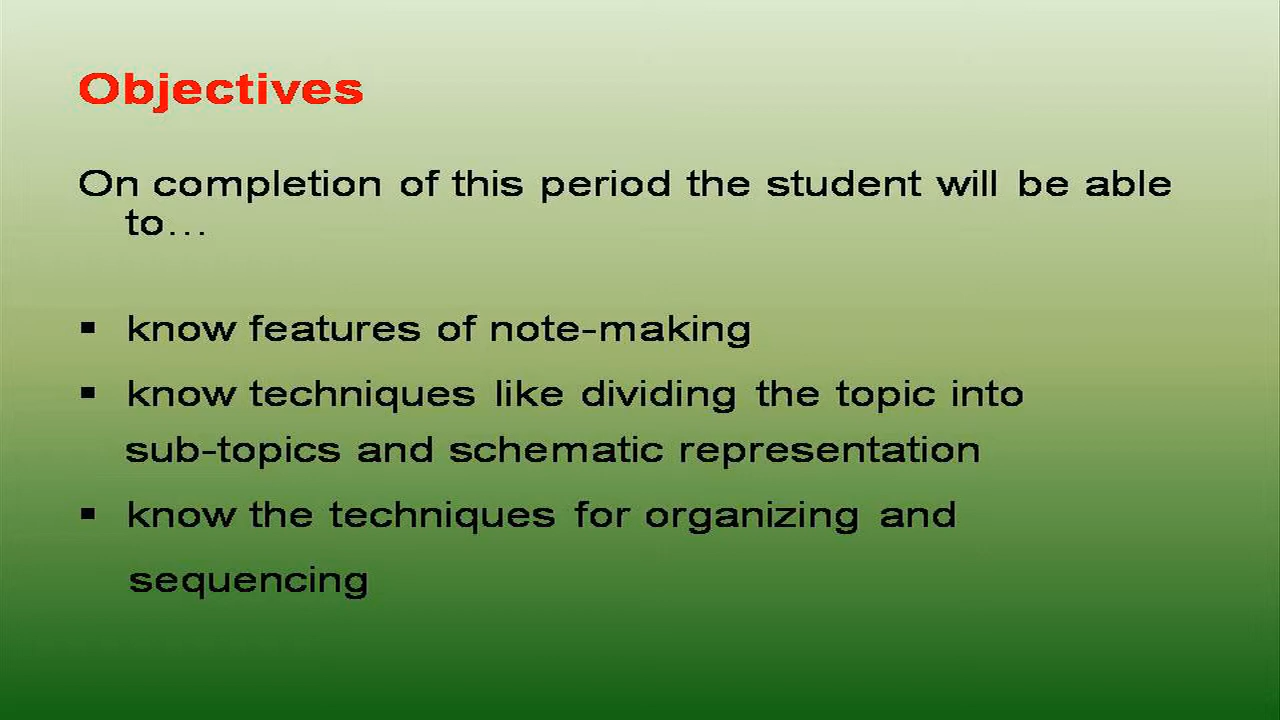 Objectives
On completion of this period the student will be able
to…
▪ know features of note-making
▪ know techniques like dividing the topic into
sub-topics and schematic representation
▪ know the techniques for organizing and
sequencing